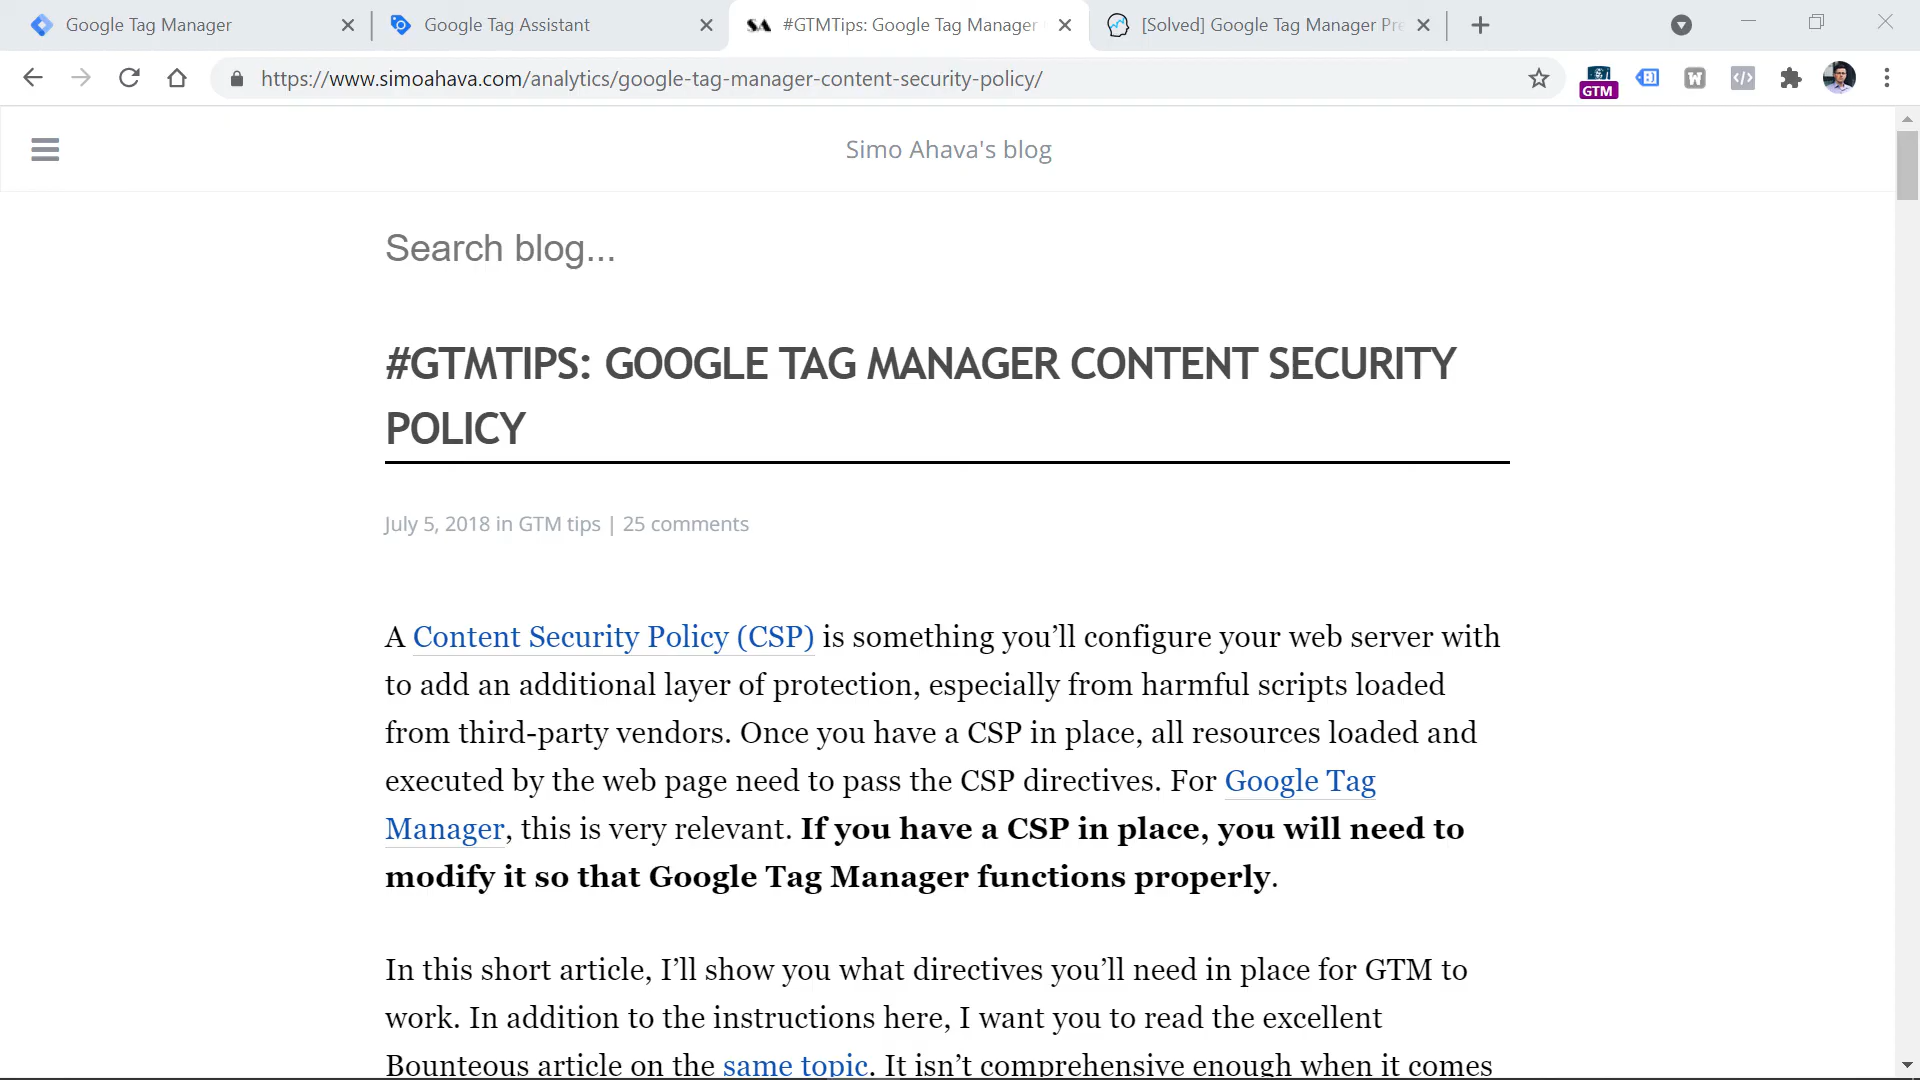 Google Tag Manager
Google Tag Assistant
SA #GTMTips: Google Tag Manager
[Solved] Google Tag Manager Pre
https://www.simoahava.com/analytics/google-tag-manager-content-security-policy/
GTM
W
Simo Ahava's blog
Search blog...
#GTMTIPS: GOOGLE TAG MANAGER CONTENT SECURITY
POLICY
July 5, 2018 in GTM tips | 25 comments
A Content Security Policy (CSP) is something you’ll configure your web server with
to add an additional layer of protection, especially from harmful scripts loaded
from third-party vendors. Once you have a CSP in place, all resources loaded and
executed by the web page need to pass the CSP directives. For Google Tag
Manager, this is very relevant. If you have a CSP in place, you will need to
modify it so that Google Tag Manager functions properly.
In this short article, I’ll show you what directives you’ll need in place for GTM to
work. In addition to the instructions here, I want you to read the excellent
Bounteous article on the same topic. It isn’t comprehensive enough when it comes